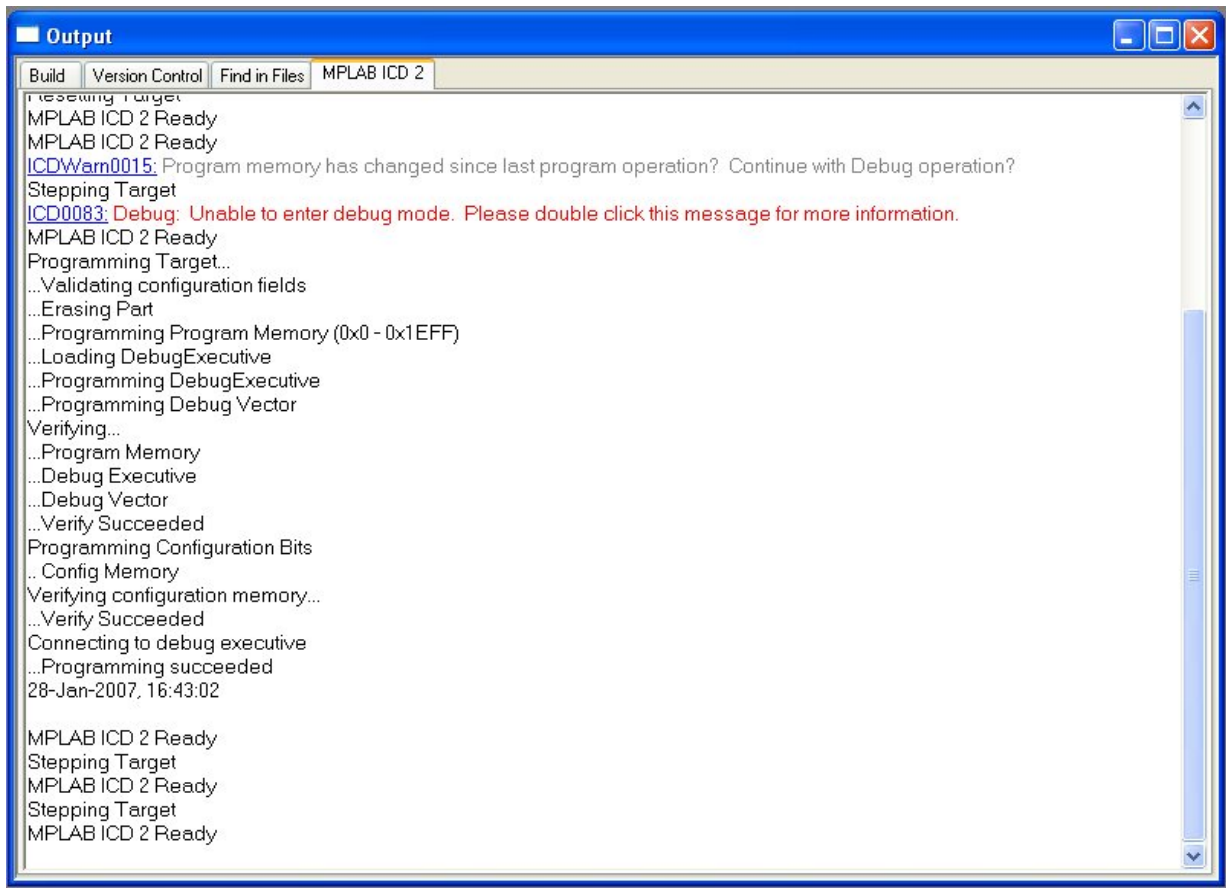 Output
Build Version Control Find in Files MPLAB ICD 2
Resetting Target
MPLAB ICD 2 Ready
MPLAB ICD 2 Ready
ICDWarn0015: Program memory has changed since last program operation? Continue with Debug operation?
Stepping Target
ICD0083: Debug: Unable to enter debug mode. Please double click this message for more information.
MPLAB ICD 2 Ready
Programming Target...
...Validating configuration fields
...Erasing Part
...Programming Program Memory (0x0 - 0x1EFF)
...Loading DebugExecutive
...Programming DebugExecutive
...Programming Debug Vector
Verifying...
...Program Memory
...Debug Executive
...Debug Vector
...Verify Succeeded
Programming Configuration Bits
.. Config Memory
Verifying configuration memory...
...Verify Succeeded
Connecting to debug executive
...Programming succeeded
28-Jan-2007, 16:43:02
MPLAB ICD 2 Ready
Stepping Target
MPLAB ICD 2 Ready
Stepping Target
MPLAB ICD 2 Ready